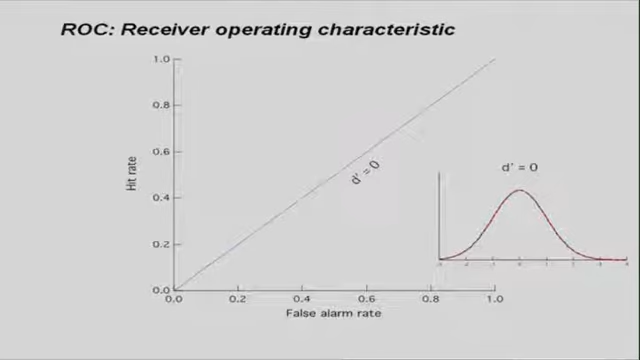 ROC: Receiver operating characteristic
1.0
0.8
0.6
0.4
0.2
0.0
Hit rate
d' = 0
0.0 0.2 0.4 0.6 0.8 1.0
False alarm rate
d' = 0